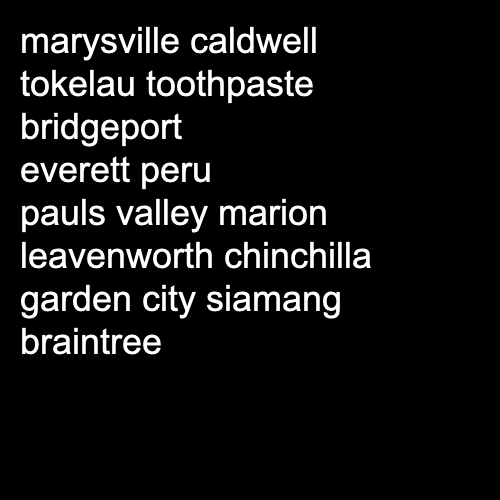 marysville caldwell
tokelau toothpaste
bridgeport
everett peru
pauls valley marion
leavenworth chinchilla
garden city siamang
braintree